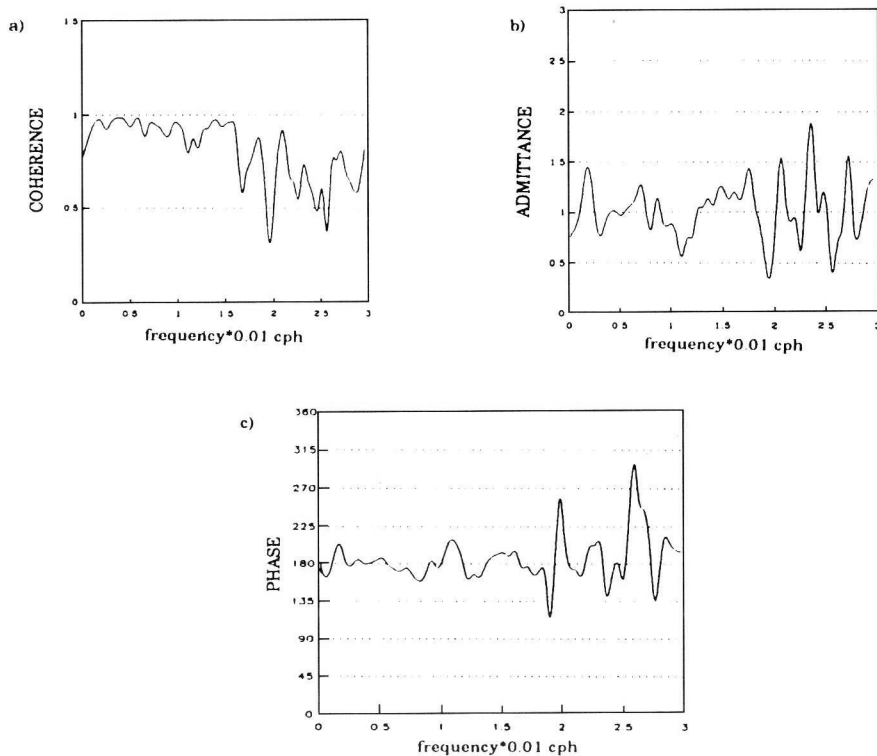 a)
1.5
1
0.5
0
COHERENCE
0 0.5 1 1.5 2 2.5 3
frequency*0.01 cph
b)
3
2.5
2
1.5
1
0.5
0
ADMITTANCE
0 0.5 1 1.5 2 2.5 3
frequency*0.01 cph
c)
360
315
270
225
180
135
90
45
0
PHASE
0 0.5 1 1.5 2 2.5 3
frequency*0.01 cph